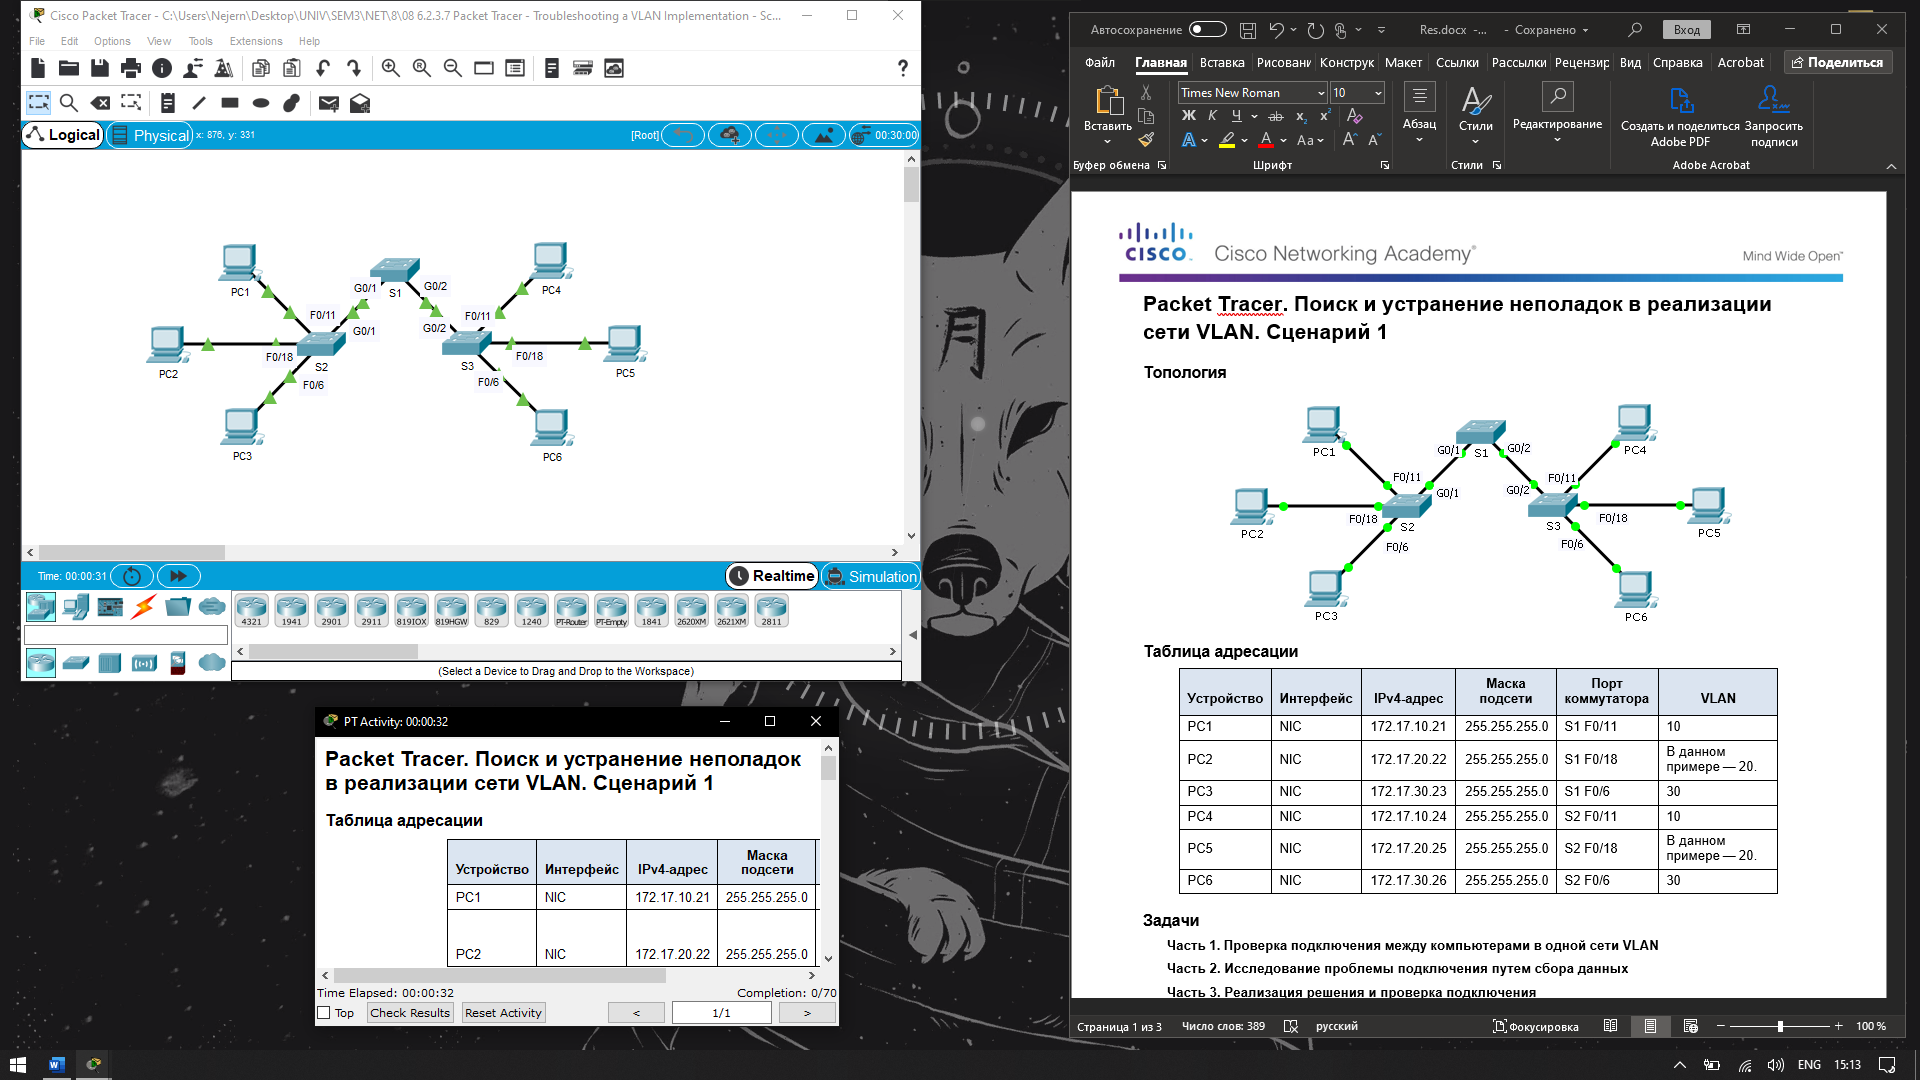 Cisco Packet Tracer - C:\Users\Nejern\Desktop\UNIV\SEM3\NET\8\08 6.2.3.7 Packet Tracer - Troubleshooting a VLAN Implementation - Sc...
File Edit Options View Tools Extensions Help
Logical Physical x: 876, y: 331 [Root] 00:30:00
PC1
PC2
PC3
F0/11
G0/1
G0/1
F0/18
S2
F0/6
S1
G0/2
G0/2
F0/11
F0/18
S3
F0/6
PC4
PC5
PC6
Time: 00:00:31 Realtime Simulation
4321 1941 2901 2911 819IOX 819HGW 829 1240 PT-Router PT-Empty 1841 2620XM 2621XM 2811
(Select a Device to Drag and Drop to the Workspace)
PT Activity: 00:00:32
Packet Tracer. Поиск и устранение неполадок
в реализации сети VLAN. Сценарий 1
Таблица адресации
Устройство Интерфейс IPv4-адрес Маска подсети
PC1 NIC 172.17.10.21 255.255.255.0
PC2 NIC 172.17.20.22 255.255.255.0
Time Elapsed: 00:00:32 Completion: 0/70
Top Check Results Reset Activity < 1/1 >
Автосохранение Res.docx -... - Сохранено Вход
Файл Главная Вставка Рисовани Конструк Макет Ссылки Рассылки Рецензир Вид Справка Acrobat Поделиться
Times New Roman 10
Вставить
Ж К Ч ab x₂ x²
A A Aa A A
Абзац
Стили
Редактирование
Создать и поделиться Adobe PDF
Запросить подписи
Буфер обмена Шрифт Стили Adobe Acrobat
CISCO Cisco Networking Academy® Mind Wide Open™
Packet Tracer. Поиск и устранение неполадок в реализации
сети VLAN. Сценарий 1
Топология
PC1
PC2
PC3
F0/11
G0/1
G0/1
F0/18
S2
F0/6
S1
G0/2
G0/2
F0/11
F0/18
S3
F0/6
PC4
PC5
PC6
Таблица адресации
Устройство Интерфейс IPv4-адрес Маска подсети Порт коммутатора VLAN
PC1 NIC 172.17.10.21 255.255.255.0 S1 F0/11 10
PC2 NIC 172.17.20.22 255.255.255.0 S1 F0/18 В данном примере — 20.
PC3 NIC 172.17.30.23 255.255.255.0 S1 F0/6 30
PC4 NIC 172.17.10.24 255.255.255.0 S2 F0/11 10
PC5 NIC 172.17.20.25 255.255.255.0 S2 F0/18 В данном примере — 20.
PC6 NIC 172.17.30.26 255.255.255.0 S2 F0/6 30
Задачи
Часть 1. Проверка подключения между компьютерами в одной сети VLAN
Часть 2. Исследование проблемы подключения путем сбора данных
Часть 3. Реализация решения и проверка подключения
Страница 1 из 3 Число слов: 389 русский Фокусировка 100 %
ENG 15:13